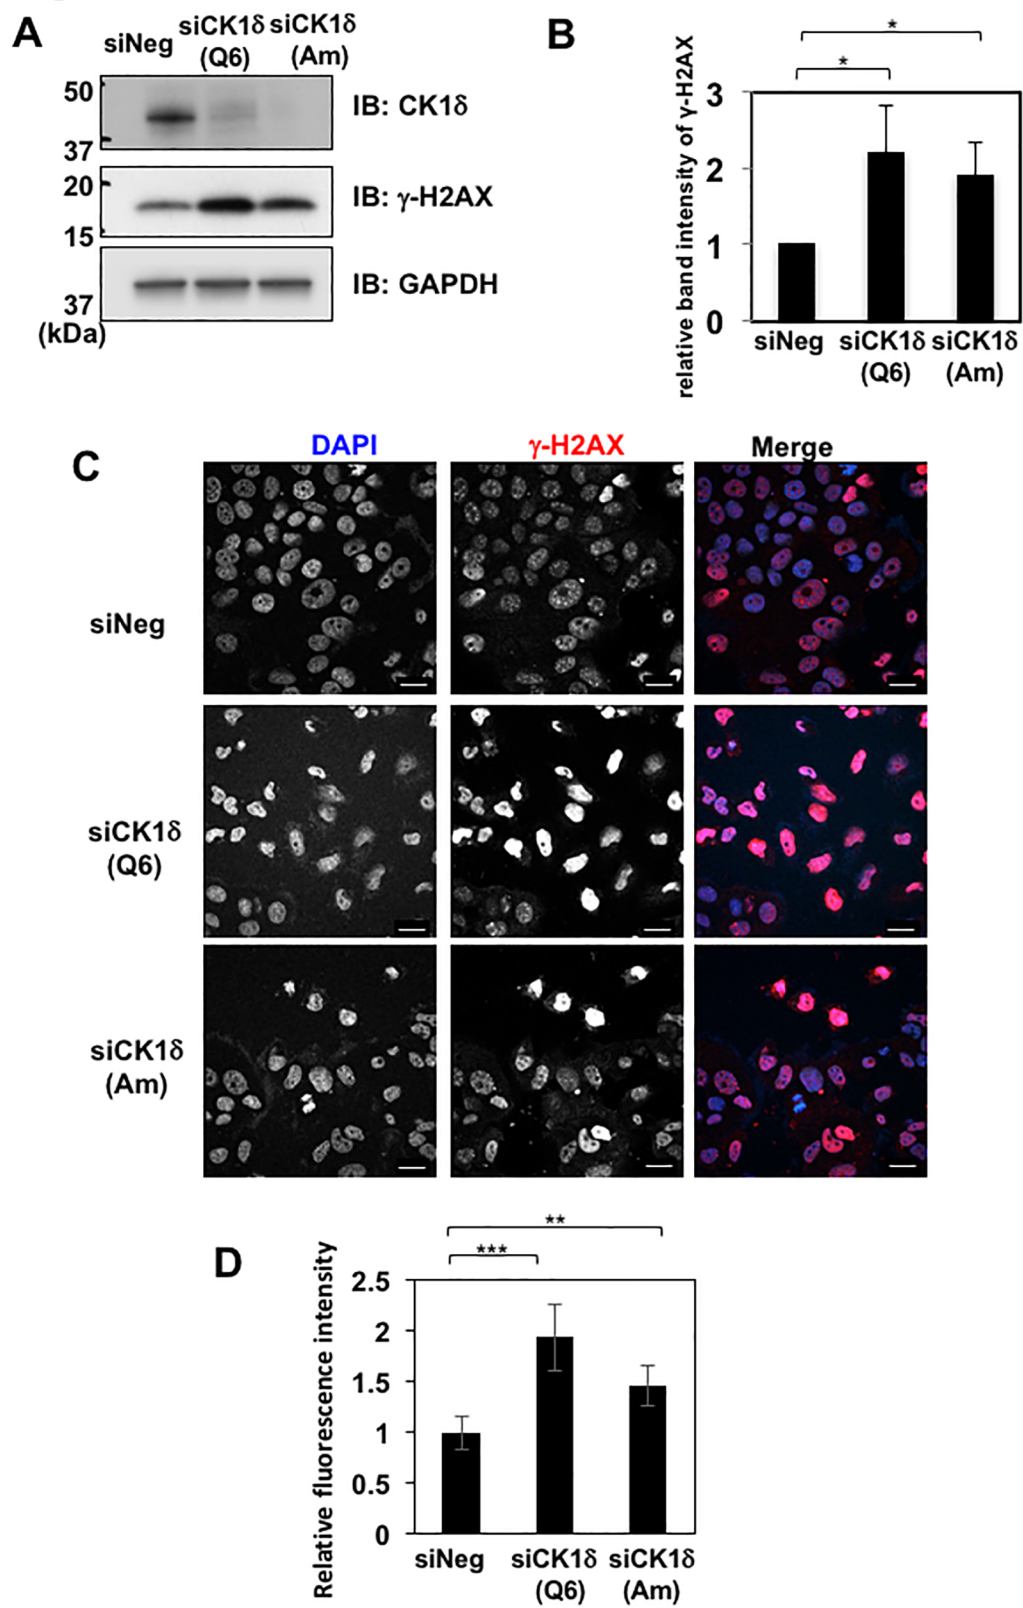 A
siNeg
siCK1δ
(Q6)
siCK1δ
(Am)
50
37
IB: CK1δ
20
15
IB: γ-H2AX
37
(kDa)
IB: GAPDH
B
relative band intensity of γ-H2AX
*
*
3
2
1
0
siNeg
siCK1δ
(Q6)
siCK1δ
(Am)
C
DAPI
γ-H2AX
Merge
siNeg
siCK1δ
(Q6)
siCK1δ
(Am)
D
Relative fluorescence intensity
**
***
2.5
2
1.5
1
0.5
0
siNeg
siCK1δ
(Q6)
siCK1δ
(Am)